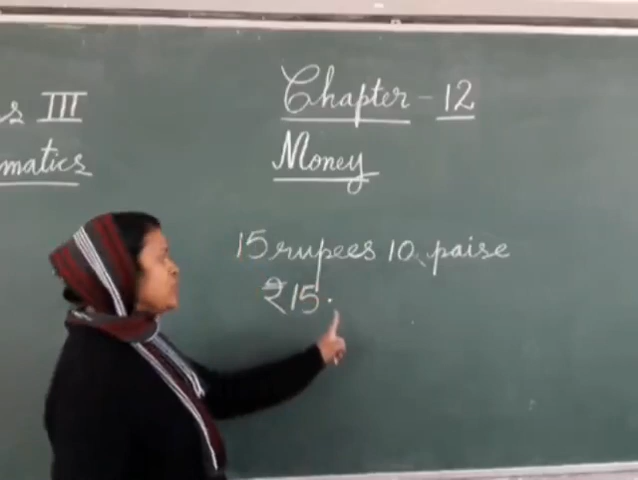 s III
Chapter - 12
matics
Money
15 rupees 10 paise
₹15.